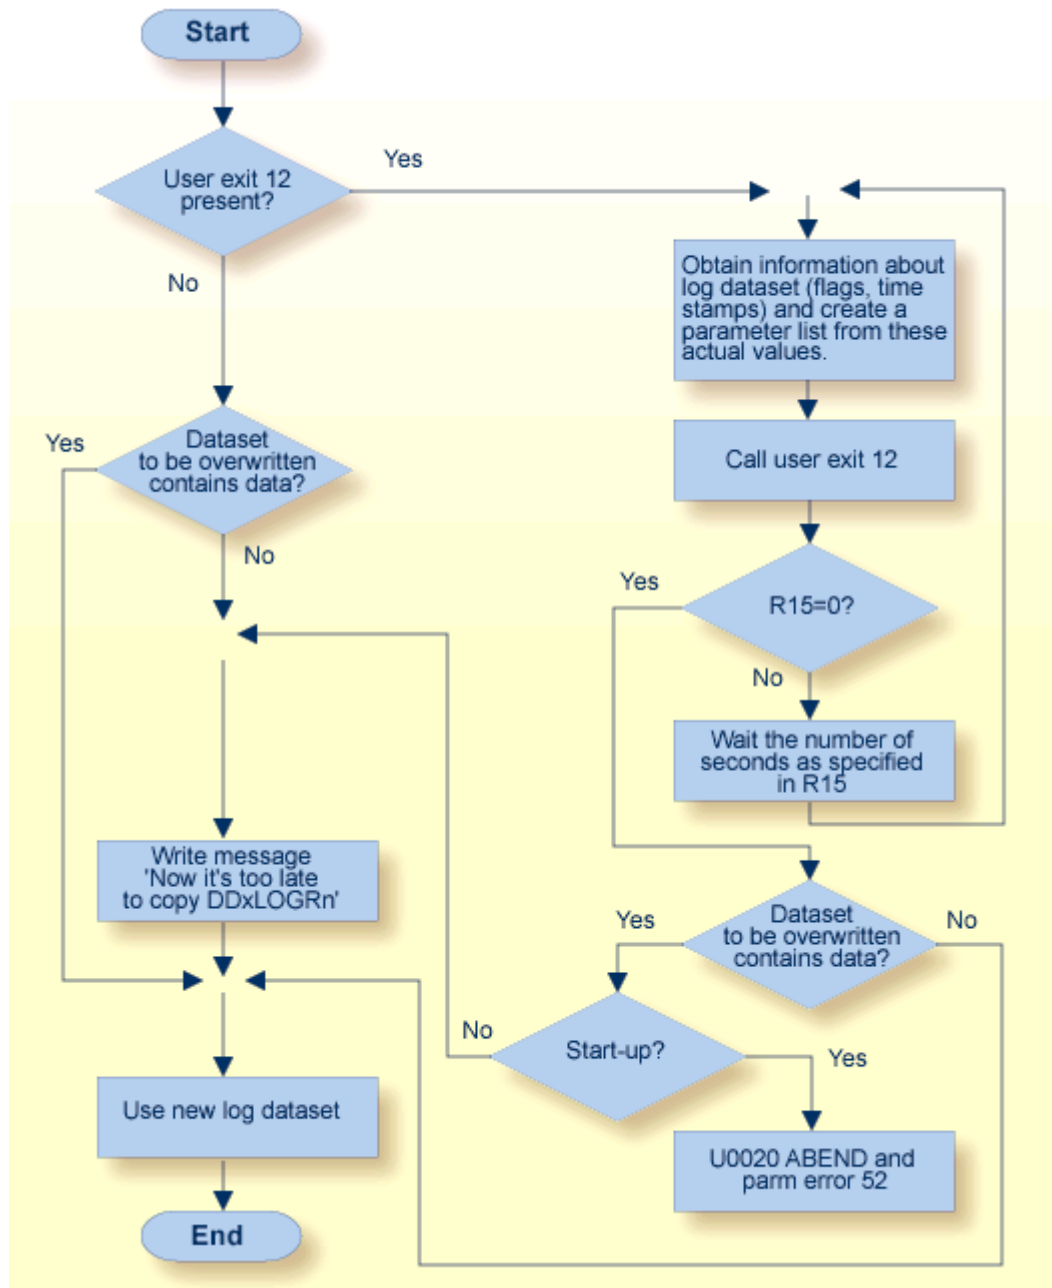 Start
User exit 12
present?
Yes
No
Obtain information about
log dataset (flags, time
stamps) and create a
parameter list from these
actual values.
Call user exit 12
Yes
Dataset
to be overwritten
contains data?
No
Yes
R15=0?
No
Wait the number of
seconds as specified
in R15
Write message
'Now it's too late
to copy DDxLOGRn'
Yes
Dataset
to be overwritten
contains data?
No
No
Start-up?
Yes
Use new log dataset
U0020 ABEND and
parm error 52
End